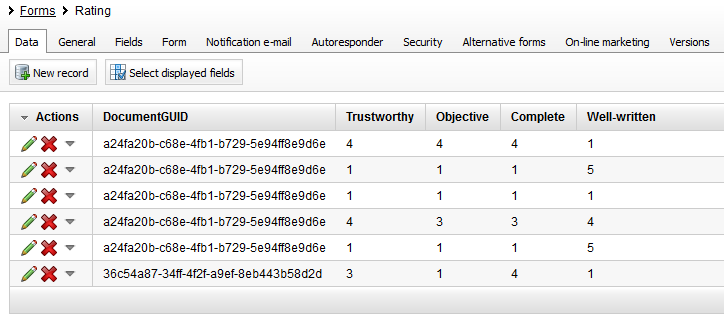 Forms Rating
Data General Fields Form Notification e-mail Autoresponder Security Alternative forms On-line marketing Versions
New record Select displayed fields
Actions DocumentGUID Trustworthy Objective Complete Well-written
a24fa20b-c68e-4fb1-b729-5e94ff8e9d6e 4 4 4 1
a24fa20b-c68e-4fb1-b729-5e94ff8e9d6e 1 1 1 5
a24fa20b-c68e-4fb1-b729-5e94ff8e9d6e 1 1 1 1
a24fa20b-c68e-4fb1-b729-5e94ff8e9d6e 4 3 3 4
a24fa20b-c68e-4fb1-b729-5e94ff8e9d6e 1 1 1 5
36c54a87-34ff-4f2f-a9ef-8eb443b58d2d 3 1 4 1